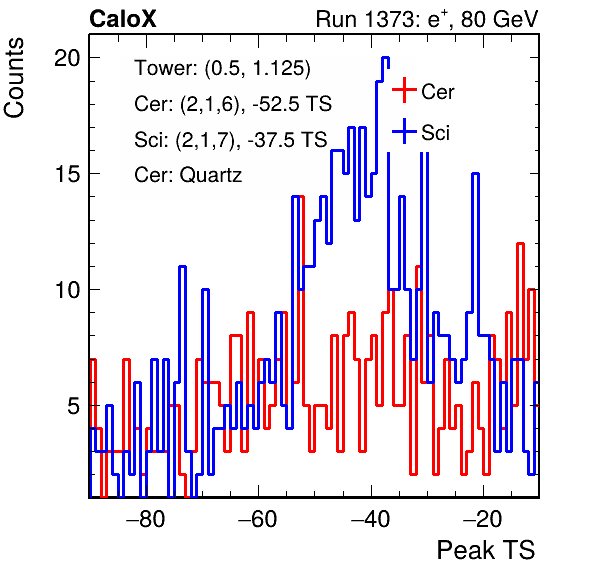 CaloX Run 1373: e⁺, 80 GeV
Counts
20
15
10
5
Tower: (0.5, 1.125)
Cer: (2,1,6), -52.5 TS
Sci: (2,1,7), -37.5 TS
Cer: Quartz
Cer
Sci
−80 −60 −40 −20
Peak TS